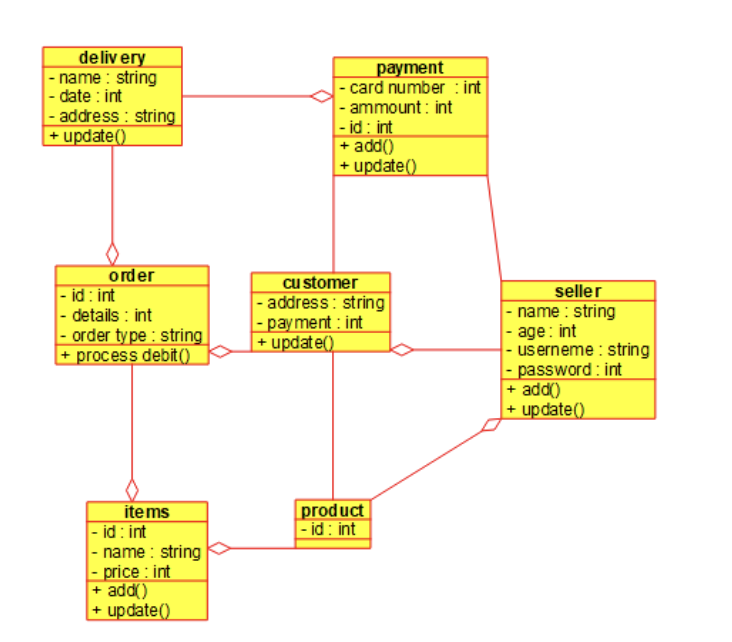 delivery
- name : string
- date : int
- address : string
+ update()
payment
- card number  : int
- ammount : int
- id : int
+ add()
+ update()
order
- id : int
- details : int
- order type : string
+ process debit()
customer
- address : string
- payment : int
+ update()
seller
- name : string
- age : int
- userneme : string
- password : int
+ add()
+ update()
items
- id : int
- name : string
- price : int
+ add()
+ update()
product
- id : int